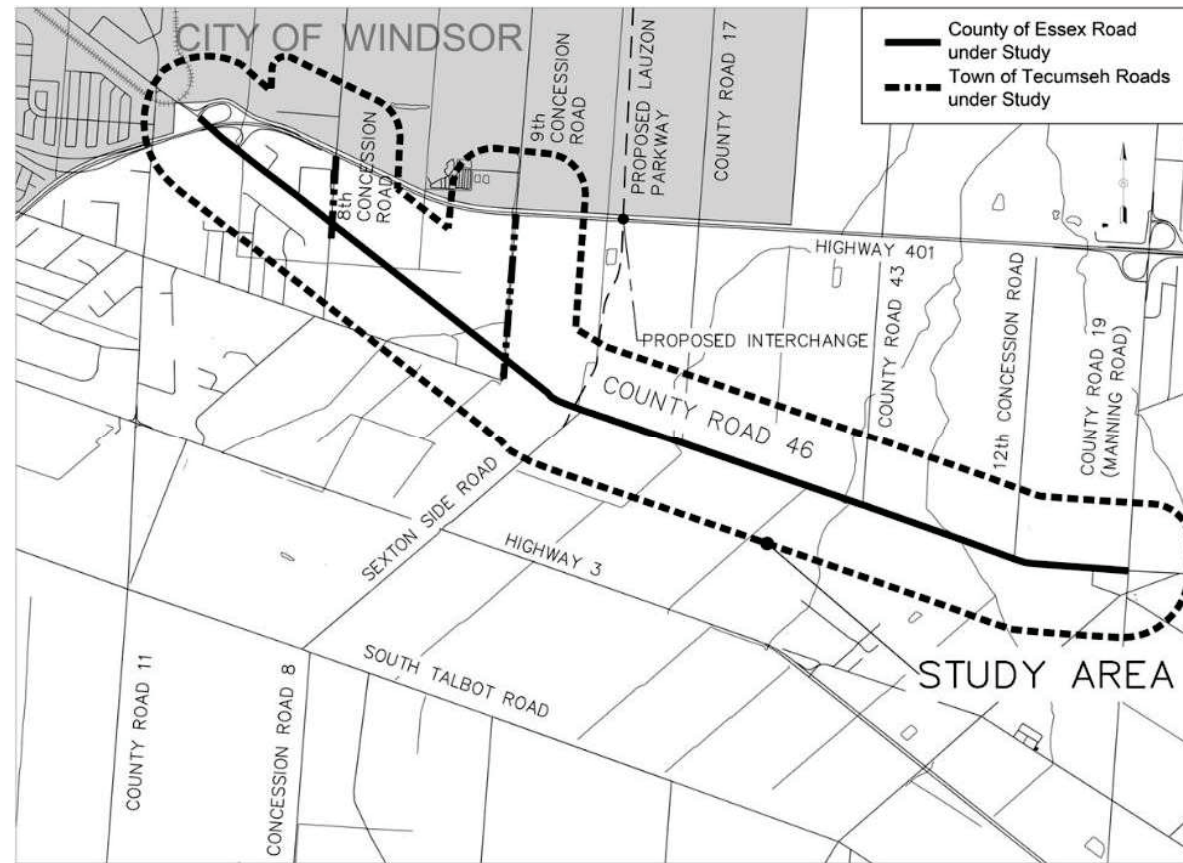 CITY OF WINDSOR
County of Essex Road
under Study
Town of Tecumseh Roads
under Study
8th
CONCESSION
ROAD
9th
CONCESSION
ROAD
PROPOSED LAUZON
PARKWAY
COUNTY ROAD 17
HIGHWAY 401
PROPOSED INTERCHANGE
COUNTY ROAD 43
12th CONCESSION ROAD
COUNTY ROAD 19
(MANNING ROAD)
COUNTY ROAD 46
SEXTON SIDE ROAD
HIGHWAY 3
SOUTH TALBOT ROAD
STUDY AREA
COUNTY ROAD 11
CONCESSION ROAD 8